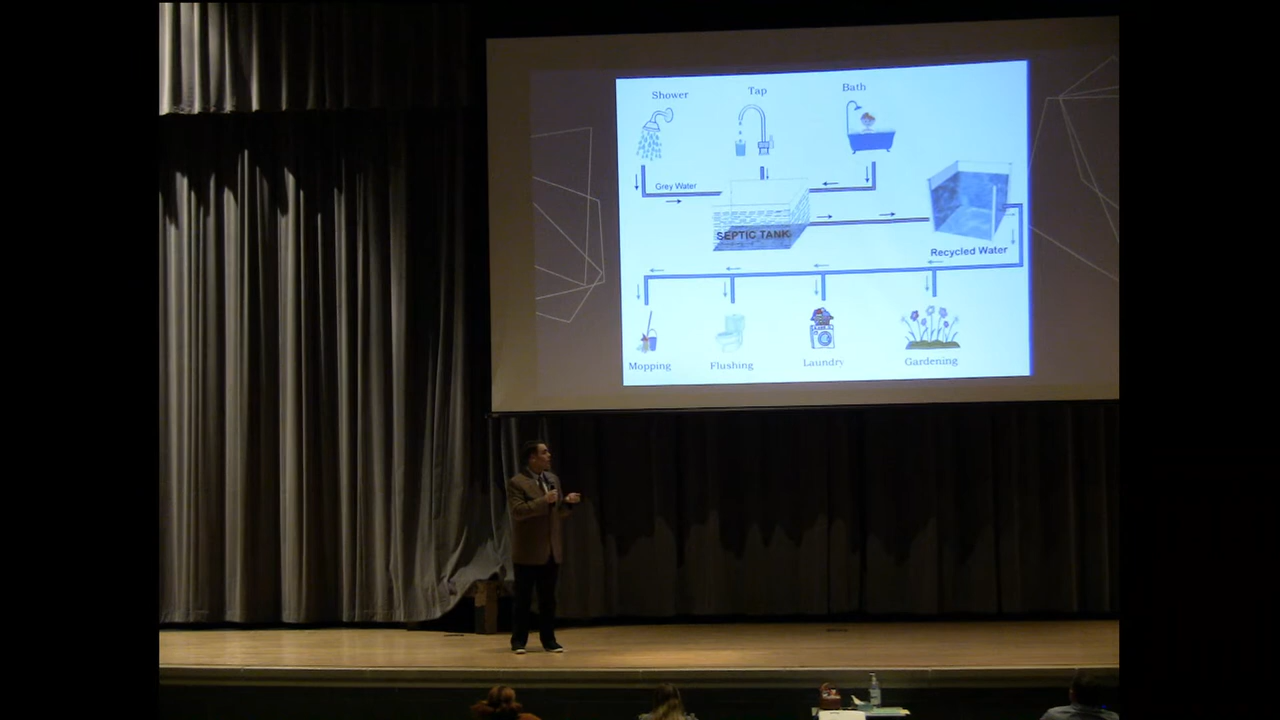 Shower
Tap
Bath
Grey Water
SEPTIC TANK
Recycled Water
Mopping
Flushing
Laundry
Gardening